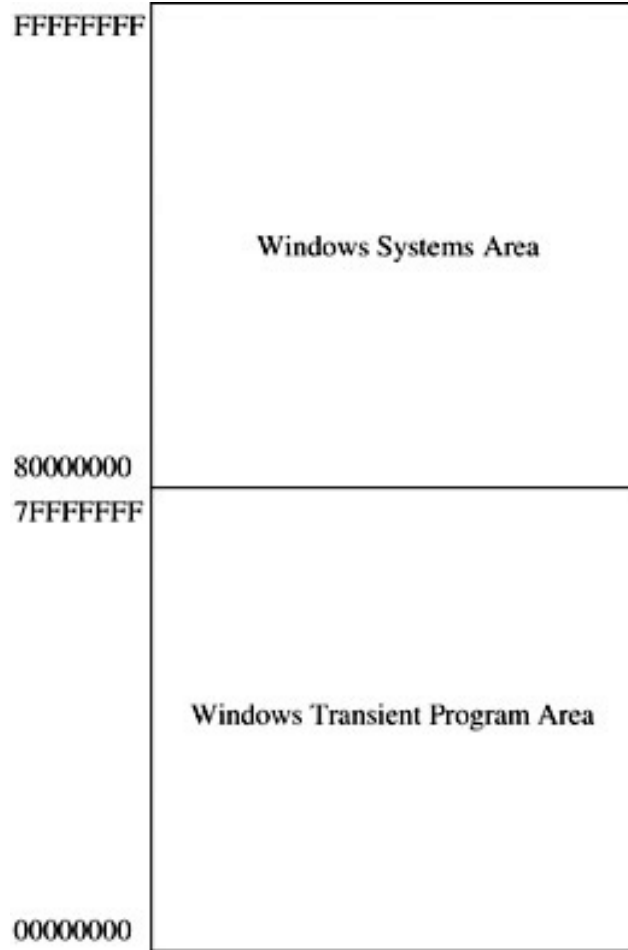 FFFFFFFF
Windows Systems Area
80000000
7FFFFFFF
Windows Transient Program Area
00000000